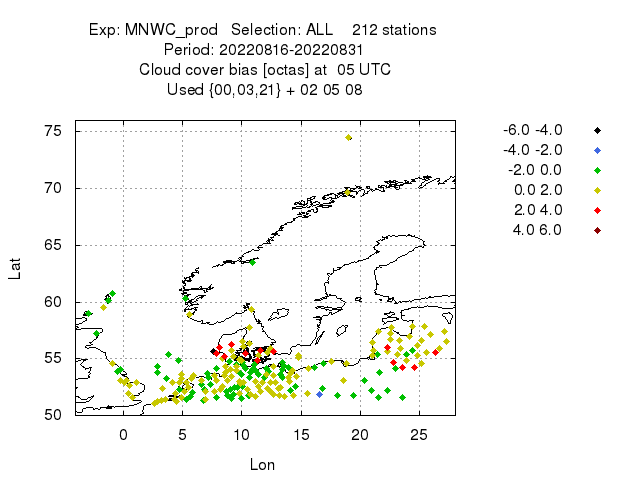 Exp: MNWC_prod Selection: ALL 212 stations
Period: 20220816-20220831
Cloud cover bias [octas] at 05 UTC
Used {00,03,21} + 02 05 08
75
70
65
60
55
50
Lat
0 5 10 15 20 25
Lon
-6.0 -4.0
-4.0 -2.0
-2.0 0.0
0.0 2.0
2.0 4.0
4.0 6.0